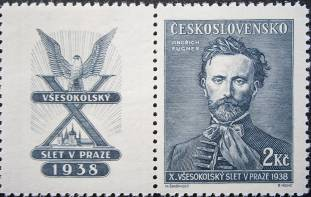 VŠESOKOLSKÝ
X
SLET V PRAZE
1938
ČESKOSLOVENSKO
JINDŘICH
FÜGNER
2Kč
X. VŠESOKOLSKÝ SLET V PRAZE 1938